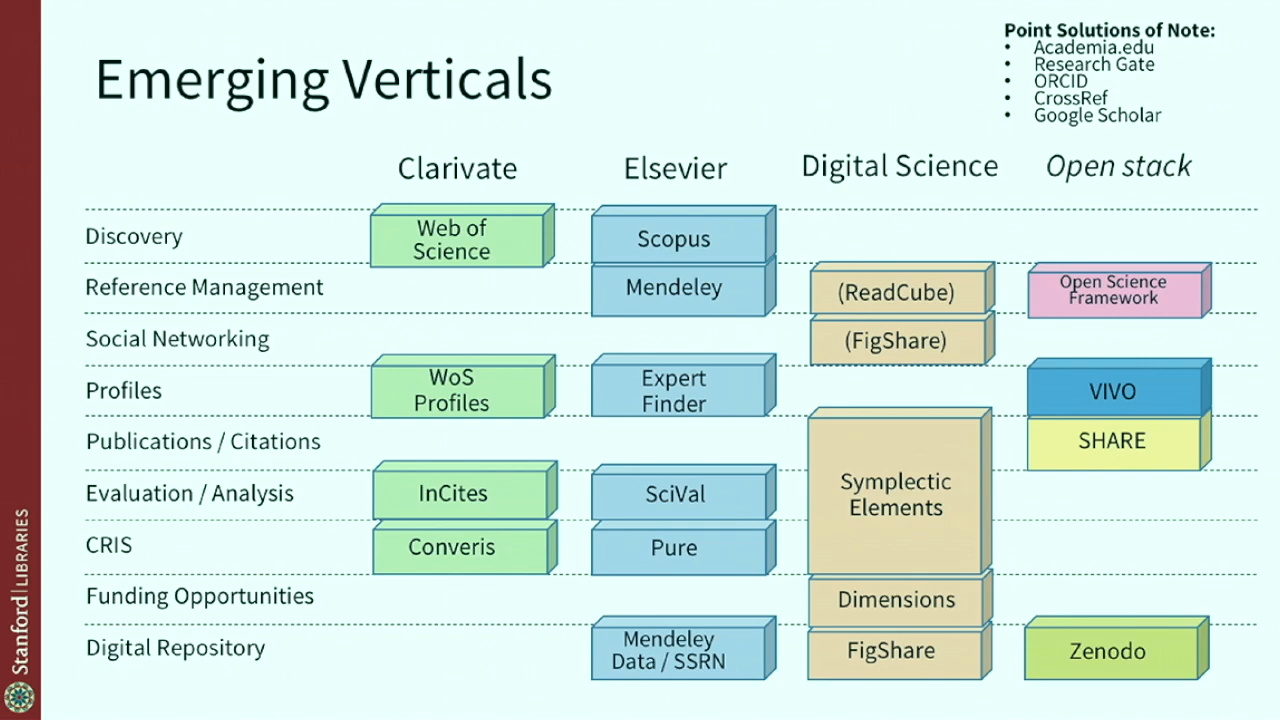 Point Solutions of Note:
• Academia.edu
• Research Gate
• ORCID
• CrossRef
• Google Scholar
Emerging Verticals
Clarivate
Elsevier
Digital Science
Open stack
Discovery
Web of
Science
Scopus
Reference Management
Mendeley
(ReadCube)
Open Science
Framework
Social Networking
(FigShare)
Profiles
WoS
Profiles
Expert
Finder
VIVO
Publications / Citations
SHARE
Symplectic
Elements
Evaluation / Analysis
InCites
SciVal
CRIS
Converis
Pure
Funding Opportunities
Dimensions
Digital Repository
Mendeley
Data / SSRN
FigShare
Zenodo
Stanford | LIBRARIES